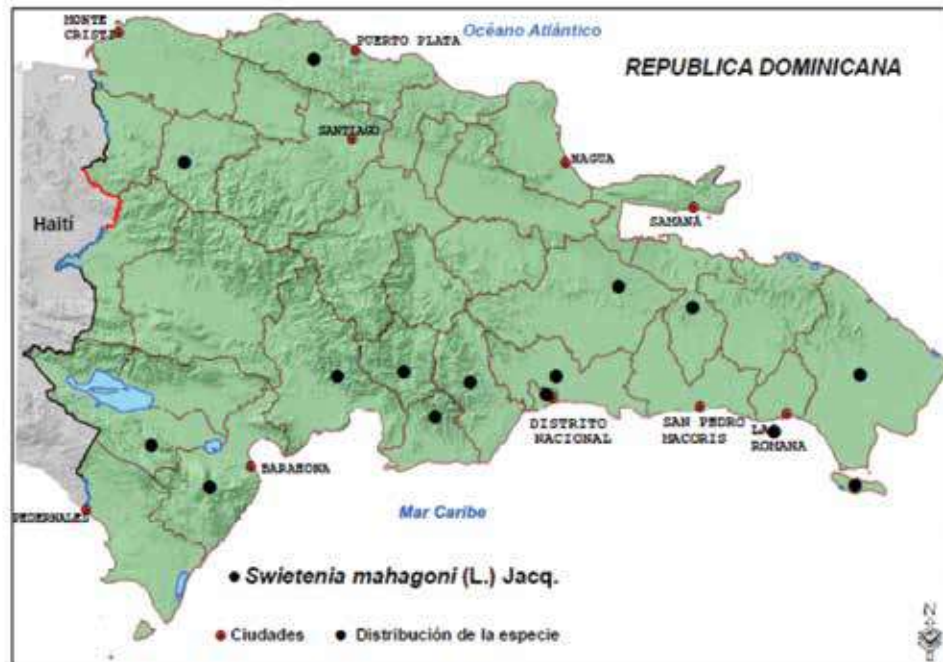 MONTE
CRISTI
PUERTO PLATA
Océano Atlántico
REPUBLICA DOMINICANA
SANTIAGO
NAGUA
Haití
SAMANÁ
DISTRITO
NACIONAL
SAN PEDRO
MACORIS
LA
ROMANA
BARAHONA
PEDERNALES
Mar Caribe
Swietenia mahagoni (L.) Jacq.
Ciudades
Distribución de la especie